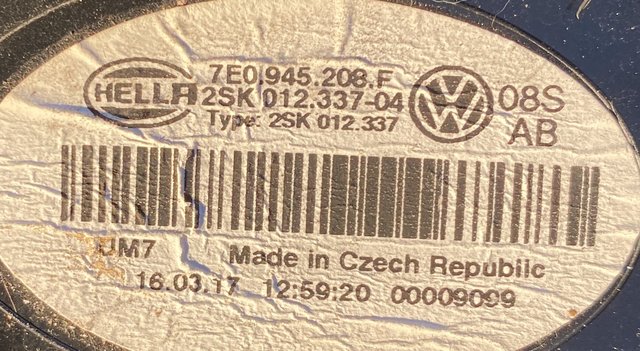 7E0.945.208.F
HELLA 2SK 012.337-04
Type: 2SK 012.337
08S
AB
UM7 Made in Czech Republic
16.03.17 12:59:20 00009099